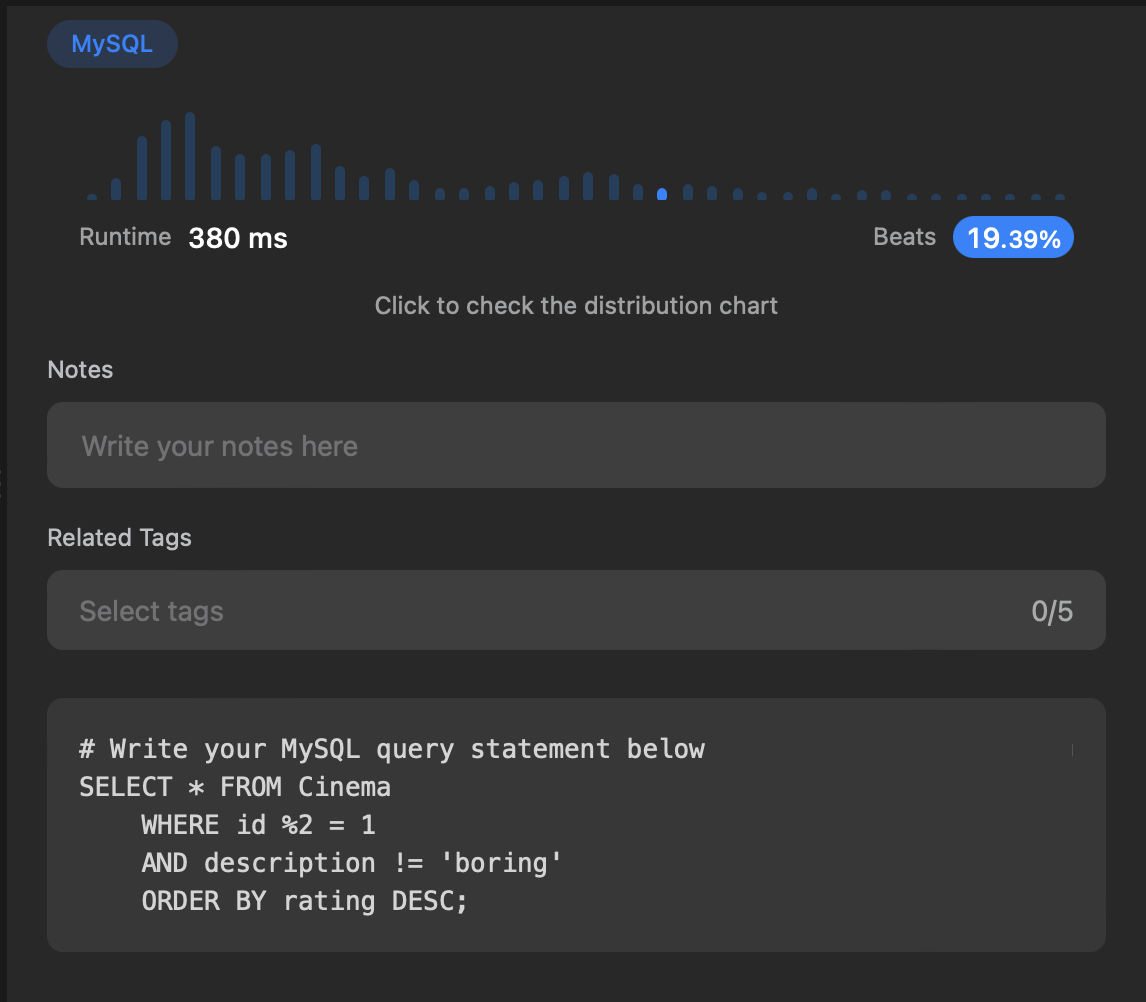 MySQL
Runtime 380 ms Beats 19.39%
Click to check the distribution chart
Notes
Write your notes here
Related Tags
Select tags 0/5
# Write your MySQL query statement below
SELECT * FROM Cinema
    WHERE id %2 = 1
    AND description != 'boring'
    ORDER BY rating DESC;